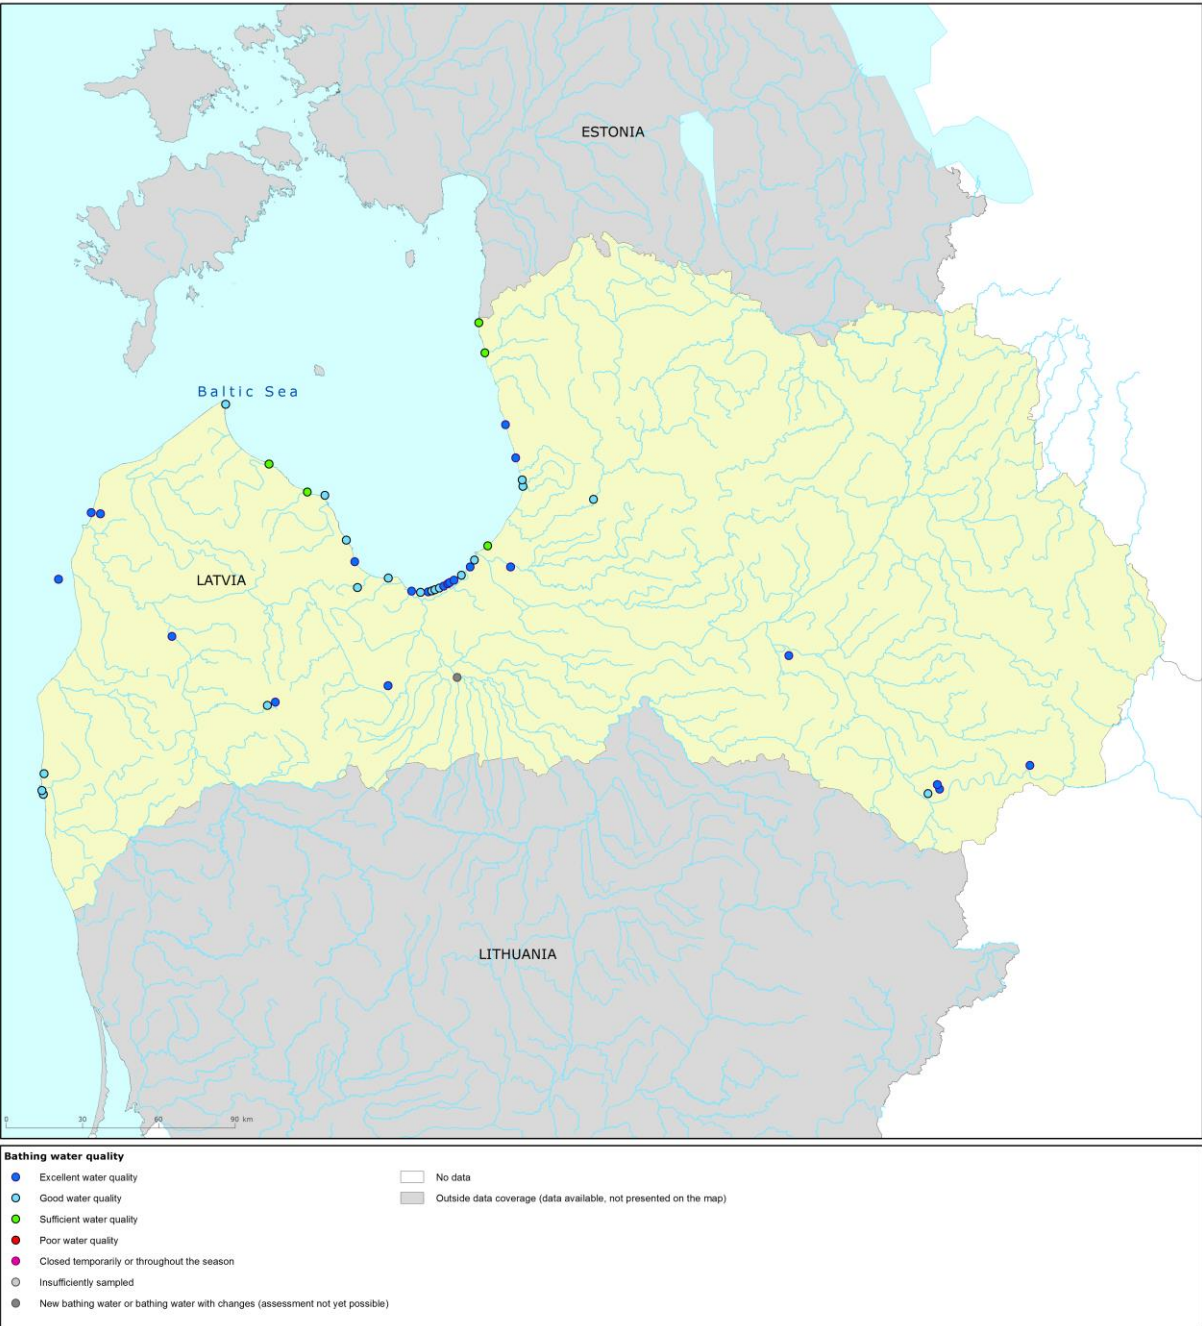 ESTONIA
Baltic Sea
LATVIA
LITHUANIA
0 30 60 90 km
Bathing water quality
Excellent water quality
Good water quality
Sufficient water quality
Poor water quality
Closed temporarily or throughout the season
Insufficiently sampled
New bathing water or bathing water with changes (assessment not yet possible)
No data
Outside data coverage (data available, not presented on the map)